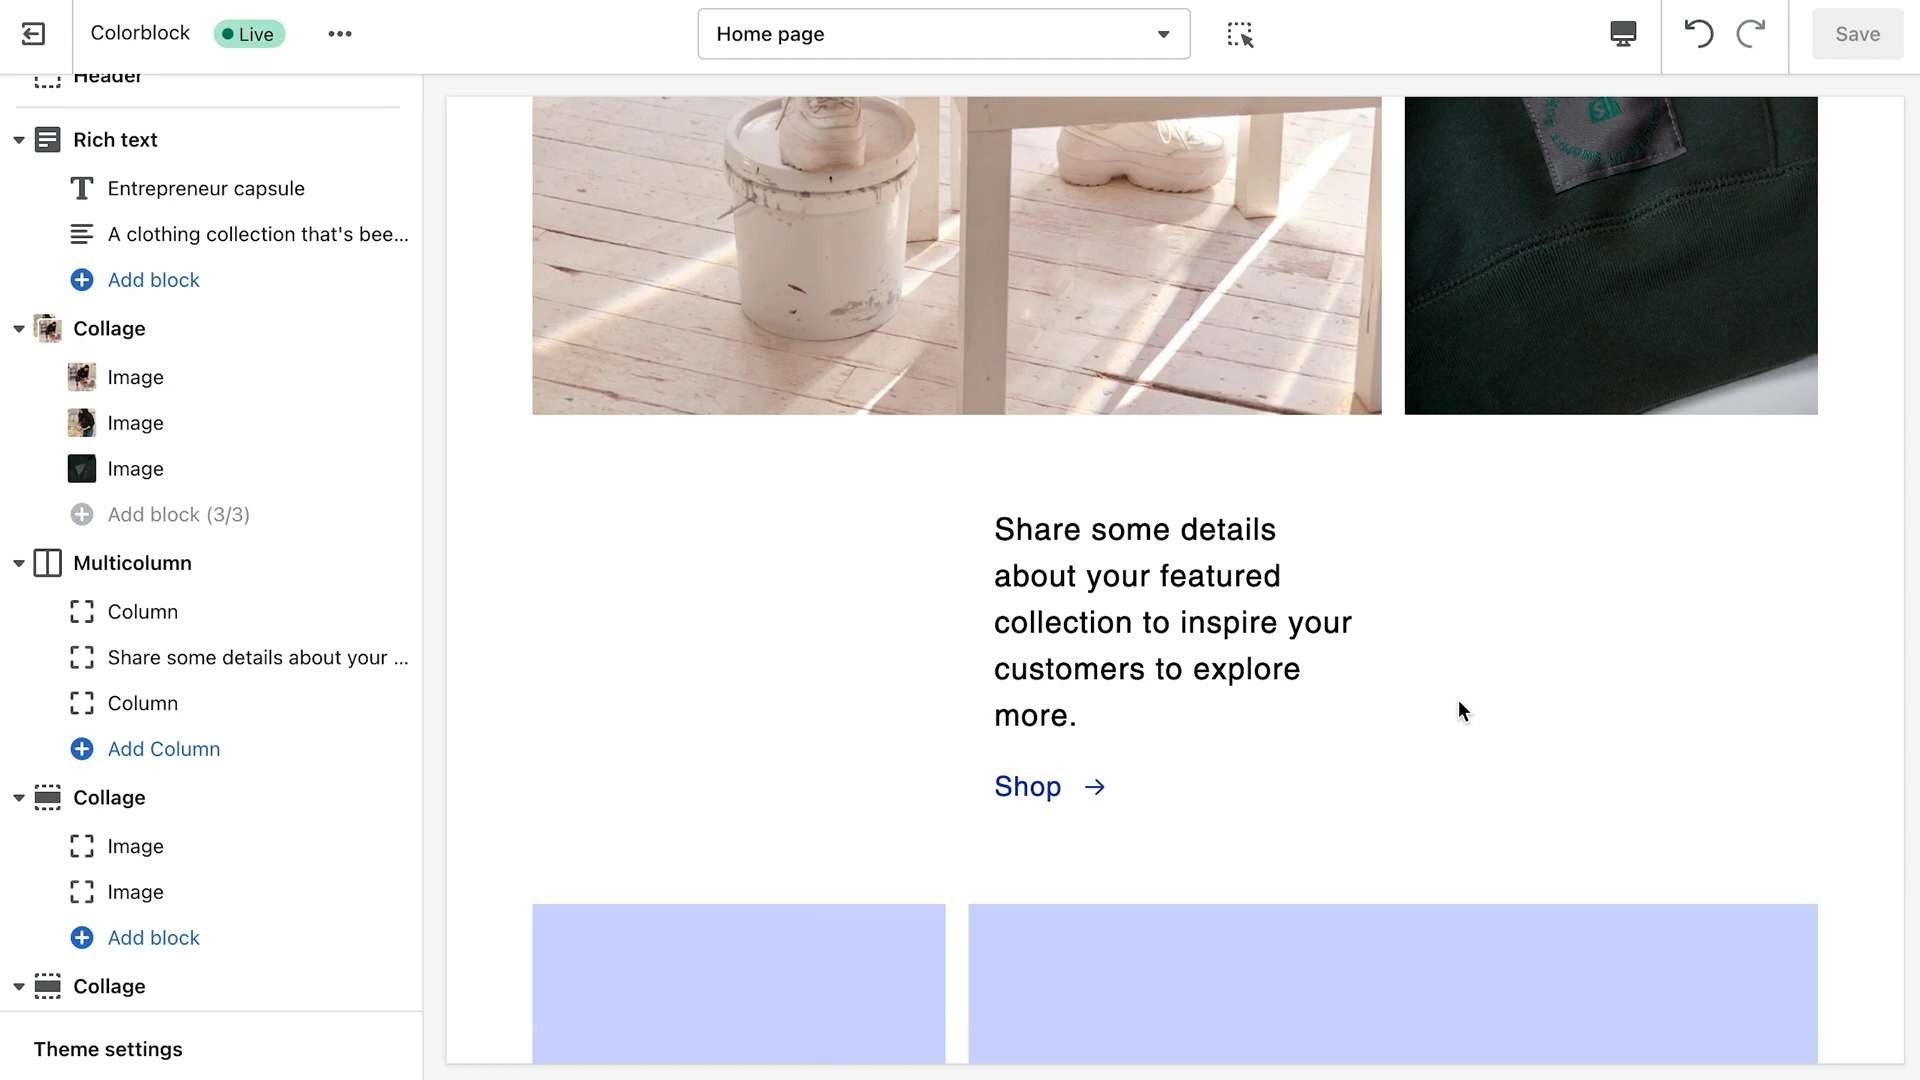 Colorblock
Live
Home page
Save
Header
Rich text
Entrepreneur capsule
A clothing collection that's bee...
Add block
Collage
Image
Image
Image
Add block (3/3)
Multicolumn
Column
Share some details about your ...
Column
Add Column
Collage
Image
Image
Add block
Collage
Theme settings
Share some details
about your featured
collection to inspire your
customers to explore
more.
Shop →